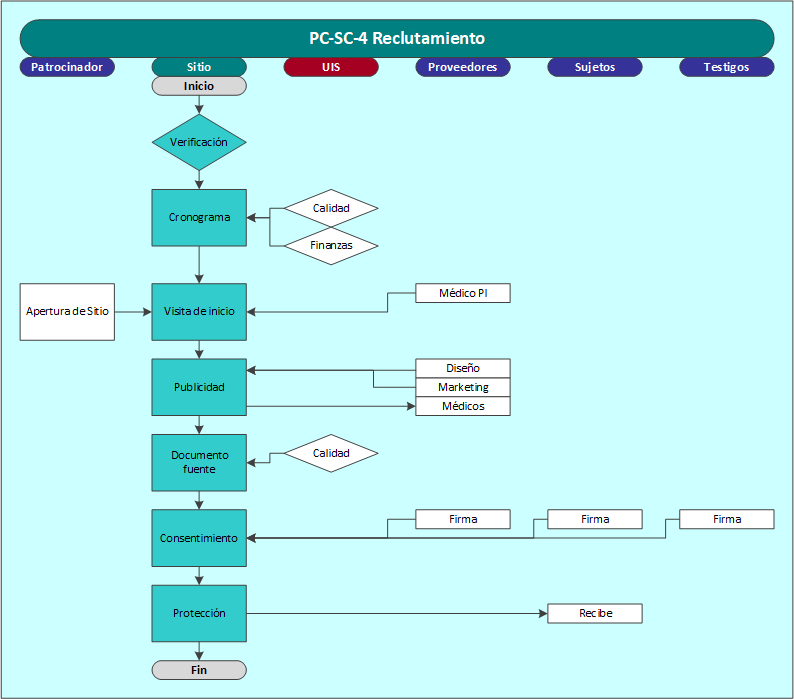 PC-SC-4 Reclutamiento
Patrocinador
Sitio
UIS
Proveedores
Sujetos
Testigos
Inicio
Verificación
Cronograma
Calidad
Finanzas
Apertura de Sitio
Visita de inicio
Médico PI
Publicidad
Diseño
Marketing
Médicos
Documento
fuente
Calidad
Consentimiento
Firma
Firma
Firma
Protección
Recibe
Fin